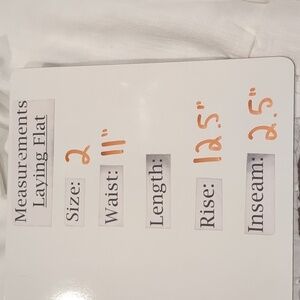 Measurements
Laying Flat
Size: 2
Waist: 11"
Length:
Rise: 12.5"
Inseam: 2.5"